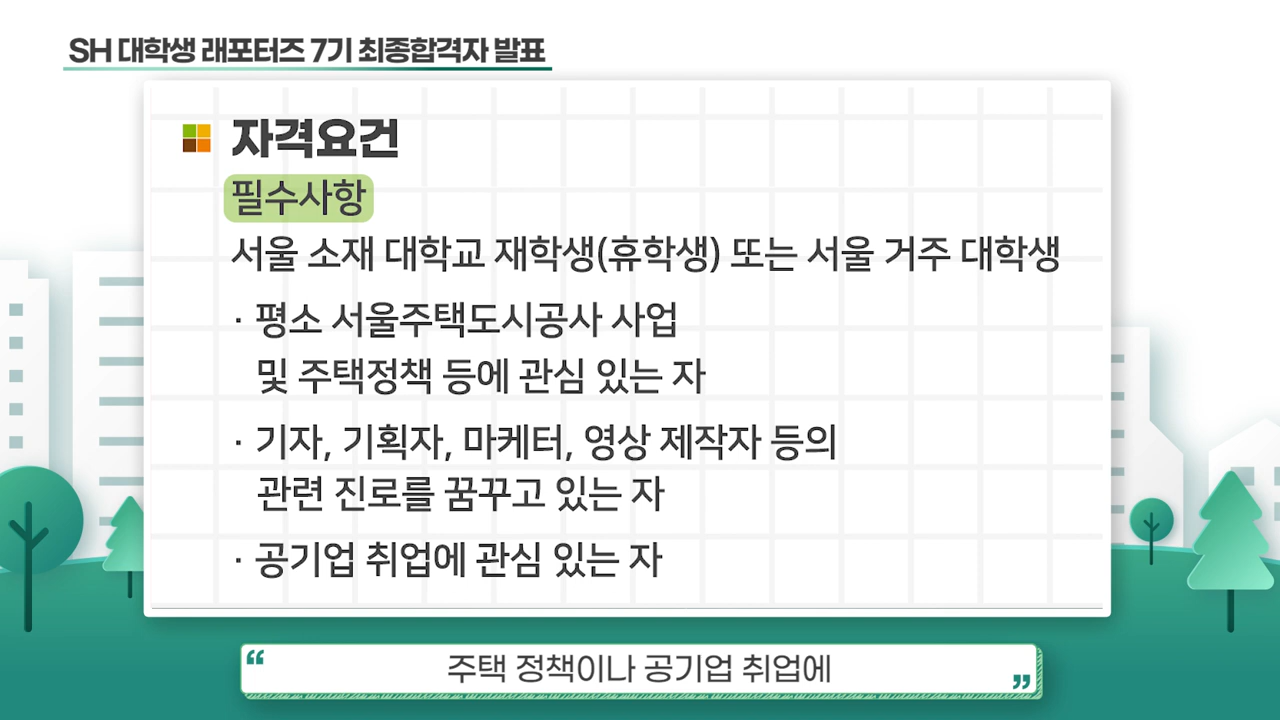 SH 대학생 래포터즈 7기 최종합격자 발표
자격요건
필수사항
서울 소재 대학교 재학생(휴학생) 또는 서울 거주 대학생
· 평소 서울주택도시공사 사업
및 주택정책 등에 관심 있는 자
· 기자, 기획자, 마케터, 영상 제작자 등의
관련 진로를 꿈꾸고 있는 자
· 공기업 취업에 관심 있는 자
“ 주택 정책이나 공기업 취업에 ”